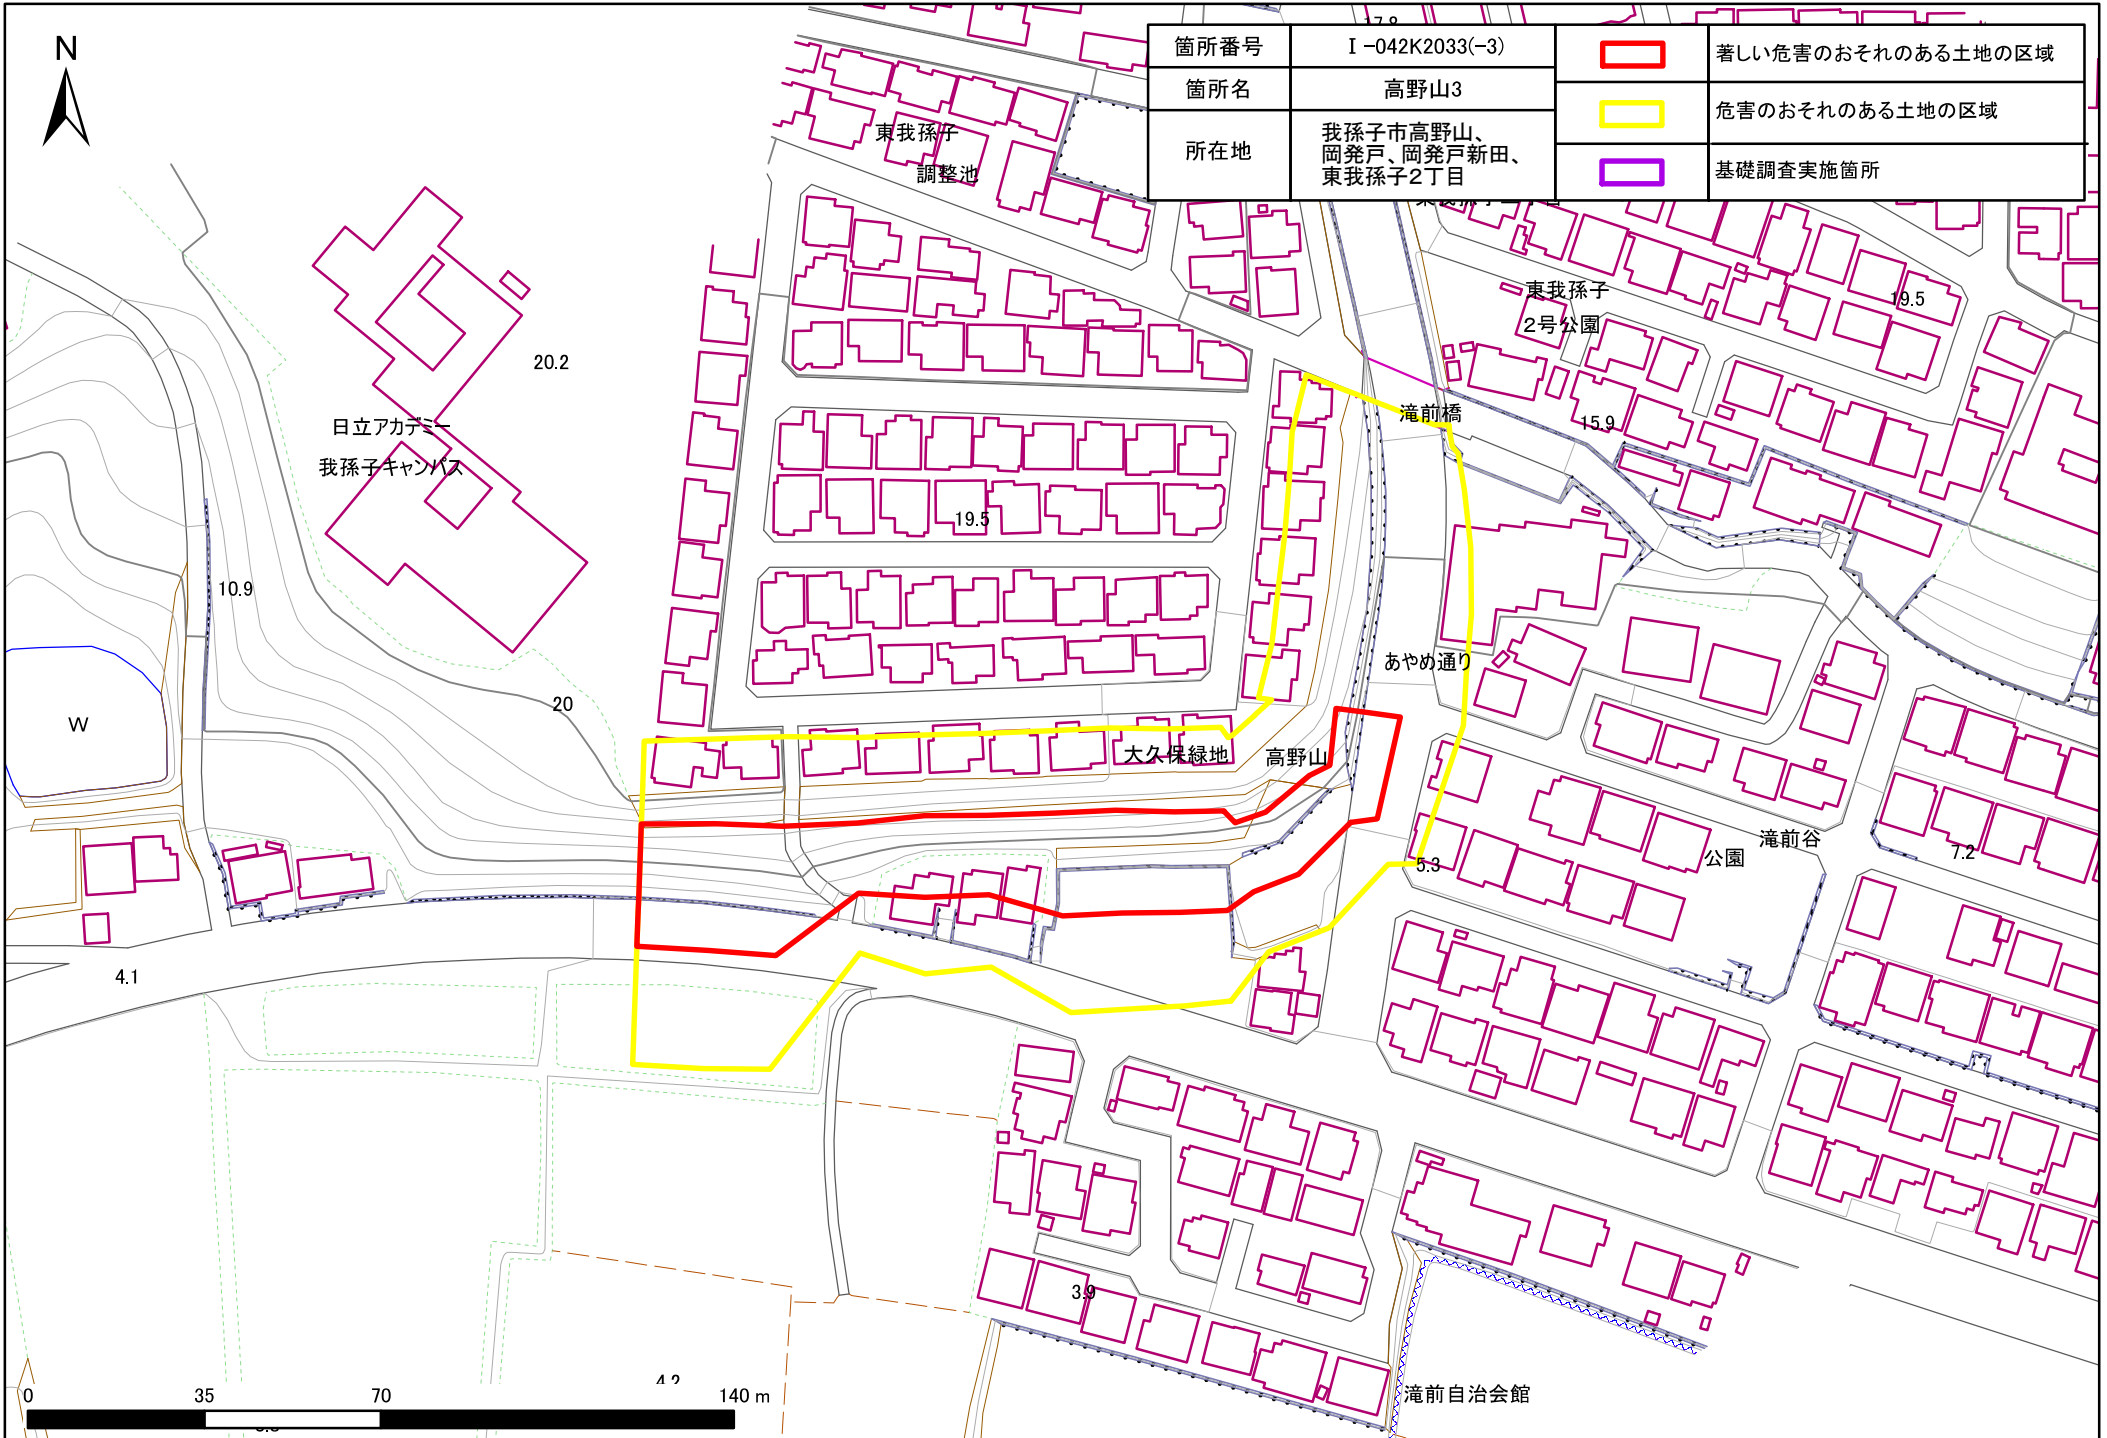 N
箇所番号
Ⅰ-042K2033(-3)
著しい危害のおそれのある土地の区域
箇所名
高野山3
危害のおそれのある土地の区域
所在地
我孫子市高野山、
岡発戸、岡発戸新田、
東我孫子2丁目
基礎調査実施箇所
17.8
東我孫子
調整池
東我孫子
2号公園
19.5
20.2
滝前橋
15.9
日立アカデミー
我孫子キャンパス
19.5
10.9
あやめ通り
20
W
大久保緑地
高野山
滝前谷
公園
7.2
5.3
4.1
3.9
4.2
滝前自治会館
0
35
70
140 m